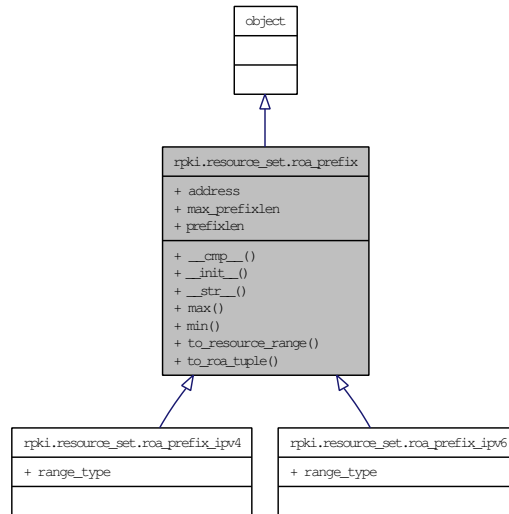 object
rpki.resource_set.roa_prefix
+ address
+ max_prefixlen
+ prefixlen
+ __cmp__()
+ __init__()
+ __str__()
+ max()
+ min()
+ to_resource_range()
+ to_roa_tuple()
rpki.resource_set.roa_prefix_ipv4
+ range_type
rpki.resource_set.roa_prefix_ipv6
+ range_type